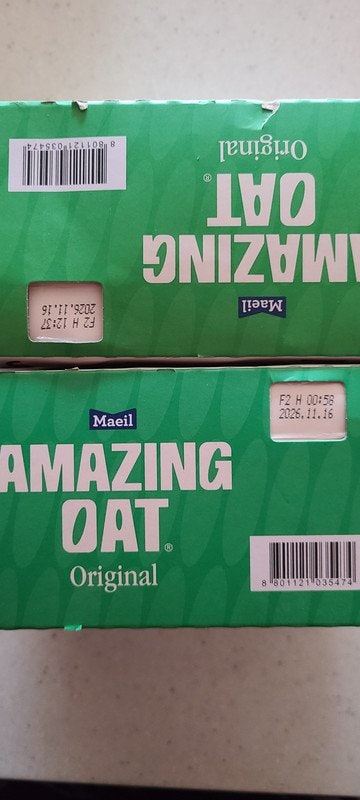 8 801121 035474
Original
AMAZING
OAT®
Maeil
F2 H 12:37
2026.11.16
Maeil
AMAZING
OAT®
Original
F2 H 00:58
2026.11.16
8 801121 035474